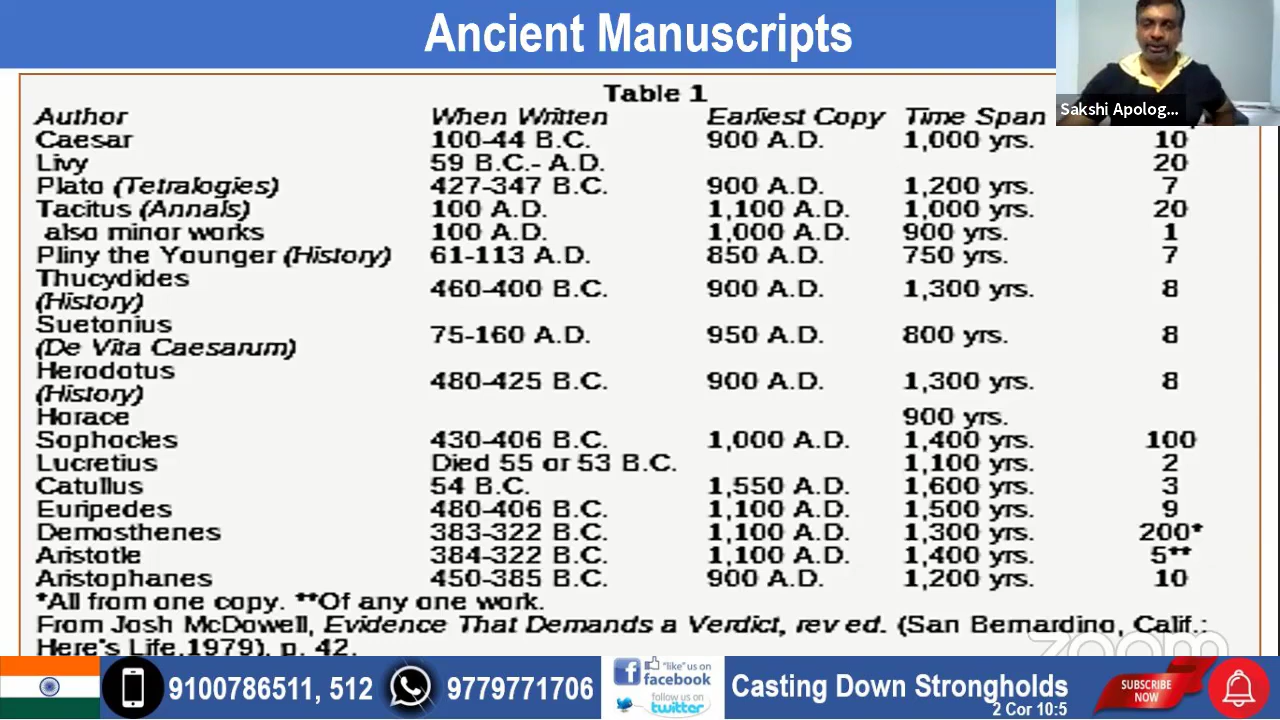 Ancient Manuscripts
Sakshi Apolog...
Table 1
Author When Written Earliest Copy Time Span
Caesar 100-44 B.C. 900 A.D. 1,000 yrs. 10
Livy 59 B.C.- A.D. 20
Plato (Tetralogies) 427-347 B.C. 900 A.D. 1,200 yrs. 7
Tacitus (Annals) 100 A.D. 1,100 A.D. 1,000 yrs. 20
also minor works 100 A.D. 1,000 A.D. 900 yrs. 1
Pliny the Younger (History) 61-113 A.D. 850 A.D. 750 yrs. 7
Thucydides
(History) 460-400 B.C. 900 A.D. 1,300 yrs. 8
Suetonius
(De Vita Caesarum) 75-160 A.D. 950 A.D. 800 yrs. 8
Herodotus
(History) 480-425 B.C. 900 A.D. 1,300 yrs. 8
Horace 900 yrs.
Sophocles 430-406 B.C. 1,000 A.D. 1,400 yrs. 100
Lucretius Died 55 or 53 B.C. 1,100 yrs. 2
Catullus 54 B.C. 1,550 A.D. 1,600 yrs. 3
Euripedes 480-406 B.C. 1,100 A.D. 1,500 yrs. 9
Demosthenes 383-322 B.C. 1,100 A.D. 1,300 yrs. 200*
Aristotle 384-322 B.C. 1,100 A.D. 1,400 yrs. 5**
Aristophanes 450-385 B.C. 900 A.D. 1,200 yrs. 10
*All from one copy. **Of any one work.
From Josh McDowell, Evidence That Demands a Verdict, rev ed. (San Bernardino, Calif.:
Here's Life,1979), p. 42.
zoom
9100786511, 512
9779771706
"like" us on
facebook
follow us on
twitter
Casting Down Strongholds
2 Cor 10:5
SUBSCRIBE
NOW